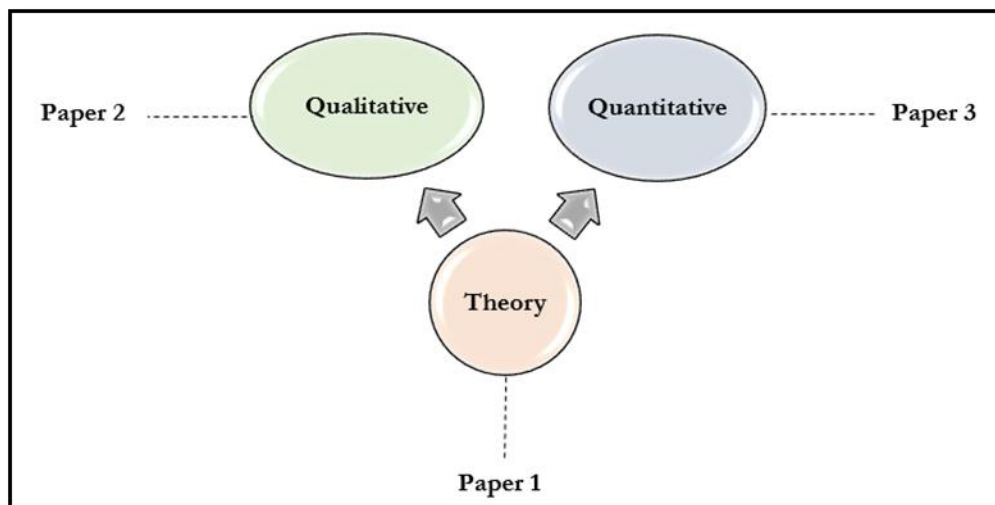 Qualitative
Quantitative
Paper 2
Paper 3
Theory
Paper 1